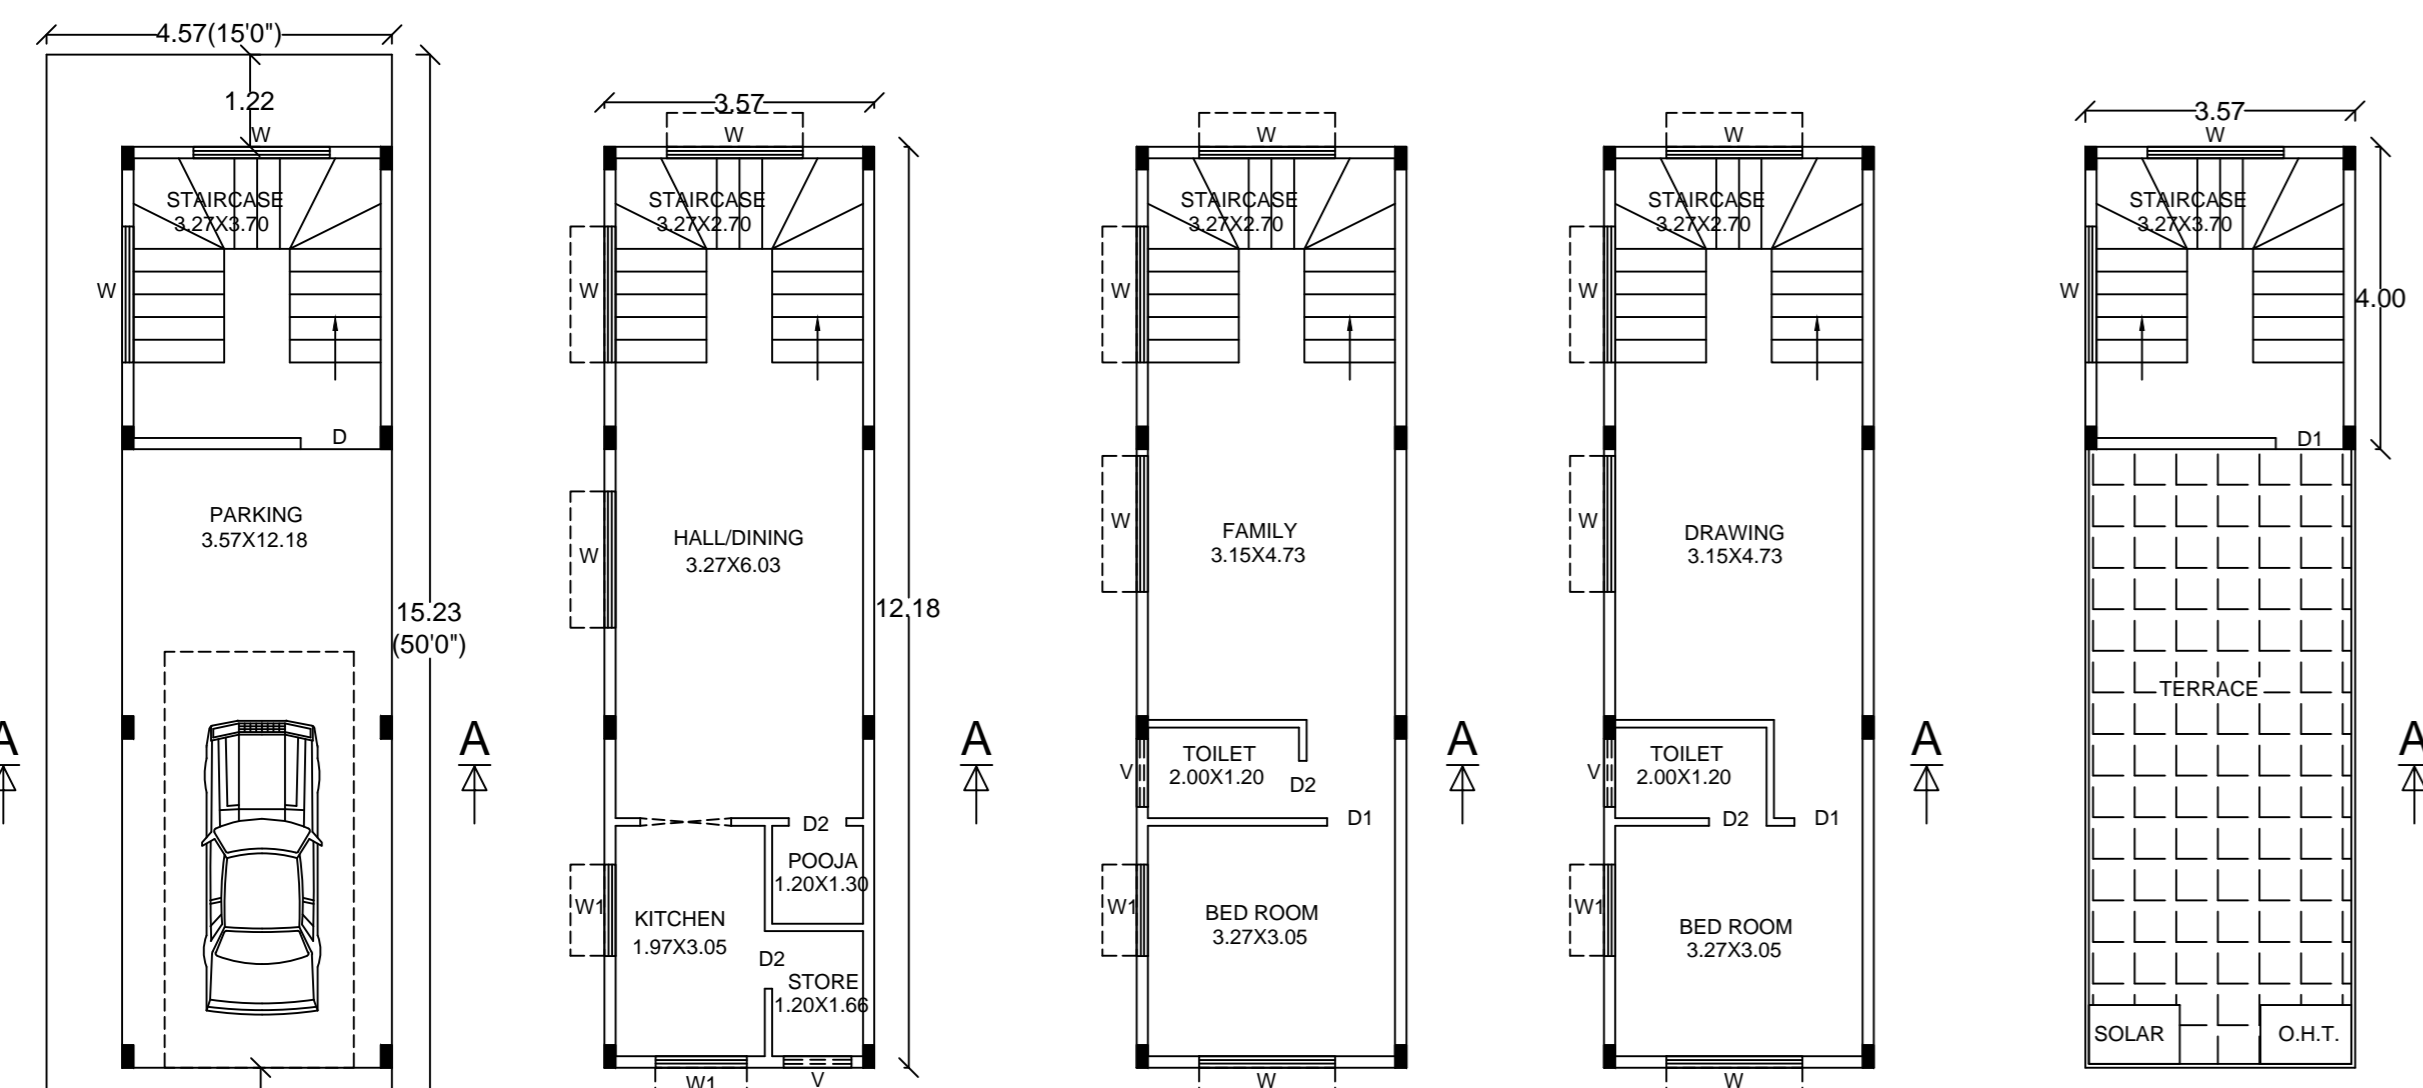 4.57(15'0")
1.22
W
STAIRCASE
3.27X3.70
W
D
PARKING
3.57X12.18
15.23
(50'0")
A
A
3.57
W
STAIRCASE
3.27X2.70
W
W
HALL/DINING
3.27X6.03
12.18
D2
POOJA
1.20X1.30
W1
KITCHEN
1.97X3.05
D2
STORE
1.20X1.66
W1
V
A
W
STAIRCASE
3.27X2.70
W
W
FAMILY
3.15X4.73
TOILET
2.00X1.20
V
D2
D1
W1
BED ROOM
3.27X3.05
W
A
W
STAIRCASE
3.27X2.70
W
W
DRAWING
3.15X4.73
TOILET
2.00X1.20
V
D2
D1
W1
BED ROOM
3.27X3.05
W
A
3.57
W
STAIRCASE
3.27X3.70
W
4.00
D1
TERRACE
SOLAR
O.H.T.
A